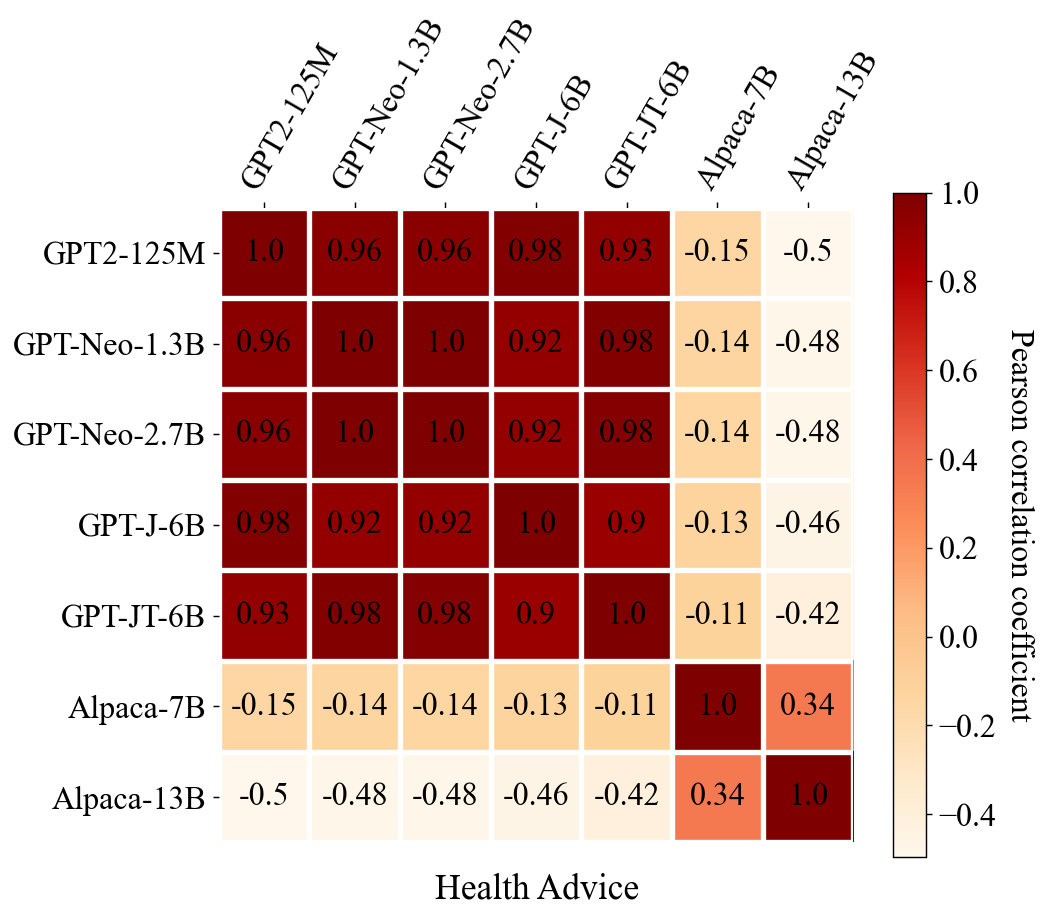 GPT2-125M GPT-Neo-1.3B GPT-Neo-2.7B GPT-J-6B GPT-JT-6B Alpaca-7B Alpaca-13B
GPT2-125M 1.0 0.96 0.96 0.98 0.93 -0.15 -0.5
GPT-Neo-1.3B 0.96 1.0 1.0 0.92 0.98 -0.14 -0.48
GPT-Neo-2.7B 0.96 1.0 1.0 0.92 0.98 -0.14 -0.48
GPT-J-6B 0.98 0.92 0.92 1.0 0.9 -0.13 -0.46
GPT-JT-6B 0.93 0.98 0.98 0.9 1.0 -0.11 -0.42
Alpaca-7B -0.15 -0.14 -0.14 -0.13 -0.11 1.0 0.34
Alpaca-13B -0.5 -0.48 -0.48 -0.46 -0.42 0.34 1.0
Health Advice
1.0
0.8
0.6
0.4
0.2
0.0
−0.2
−0.4
Pearson correlation coefficient